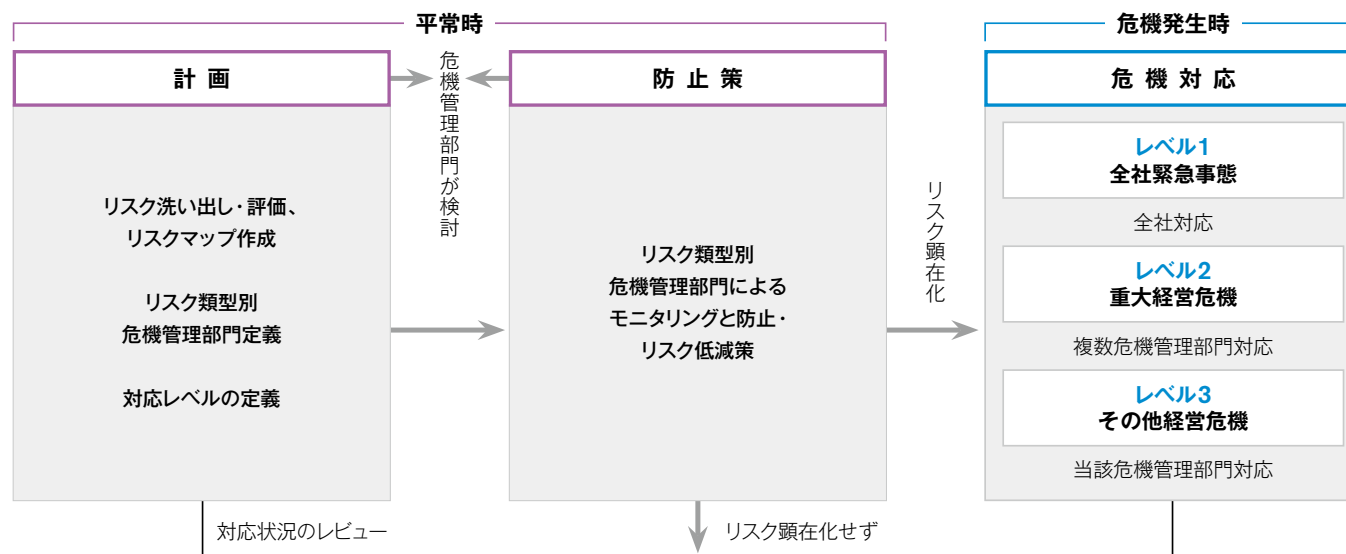 平常時
危機発生時
計画
危機管理部門が検討
防止策
危機対応
リスク洗い出し・評価、
リスクマップ作成
リスク類型別
危機管理部門定義
対応レベルの定義
リスク類型別
危機管理部門による
モニタリングと防止・
リスク低減策
リスク顕在化
レベル1
全社緊急事態
全社対応
レベル2
重大経営危機
複数危機管理部門対応
レベル3
その他経営危機
当該危機管理部門対応
対応状況のレビュー
リスク顕在化せず